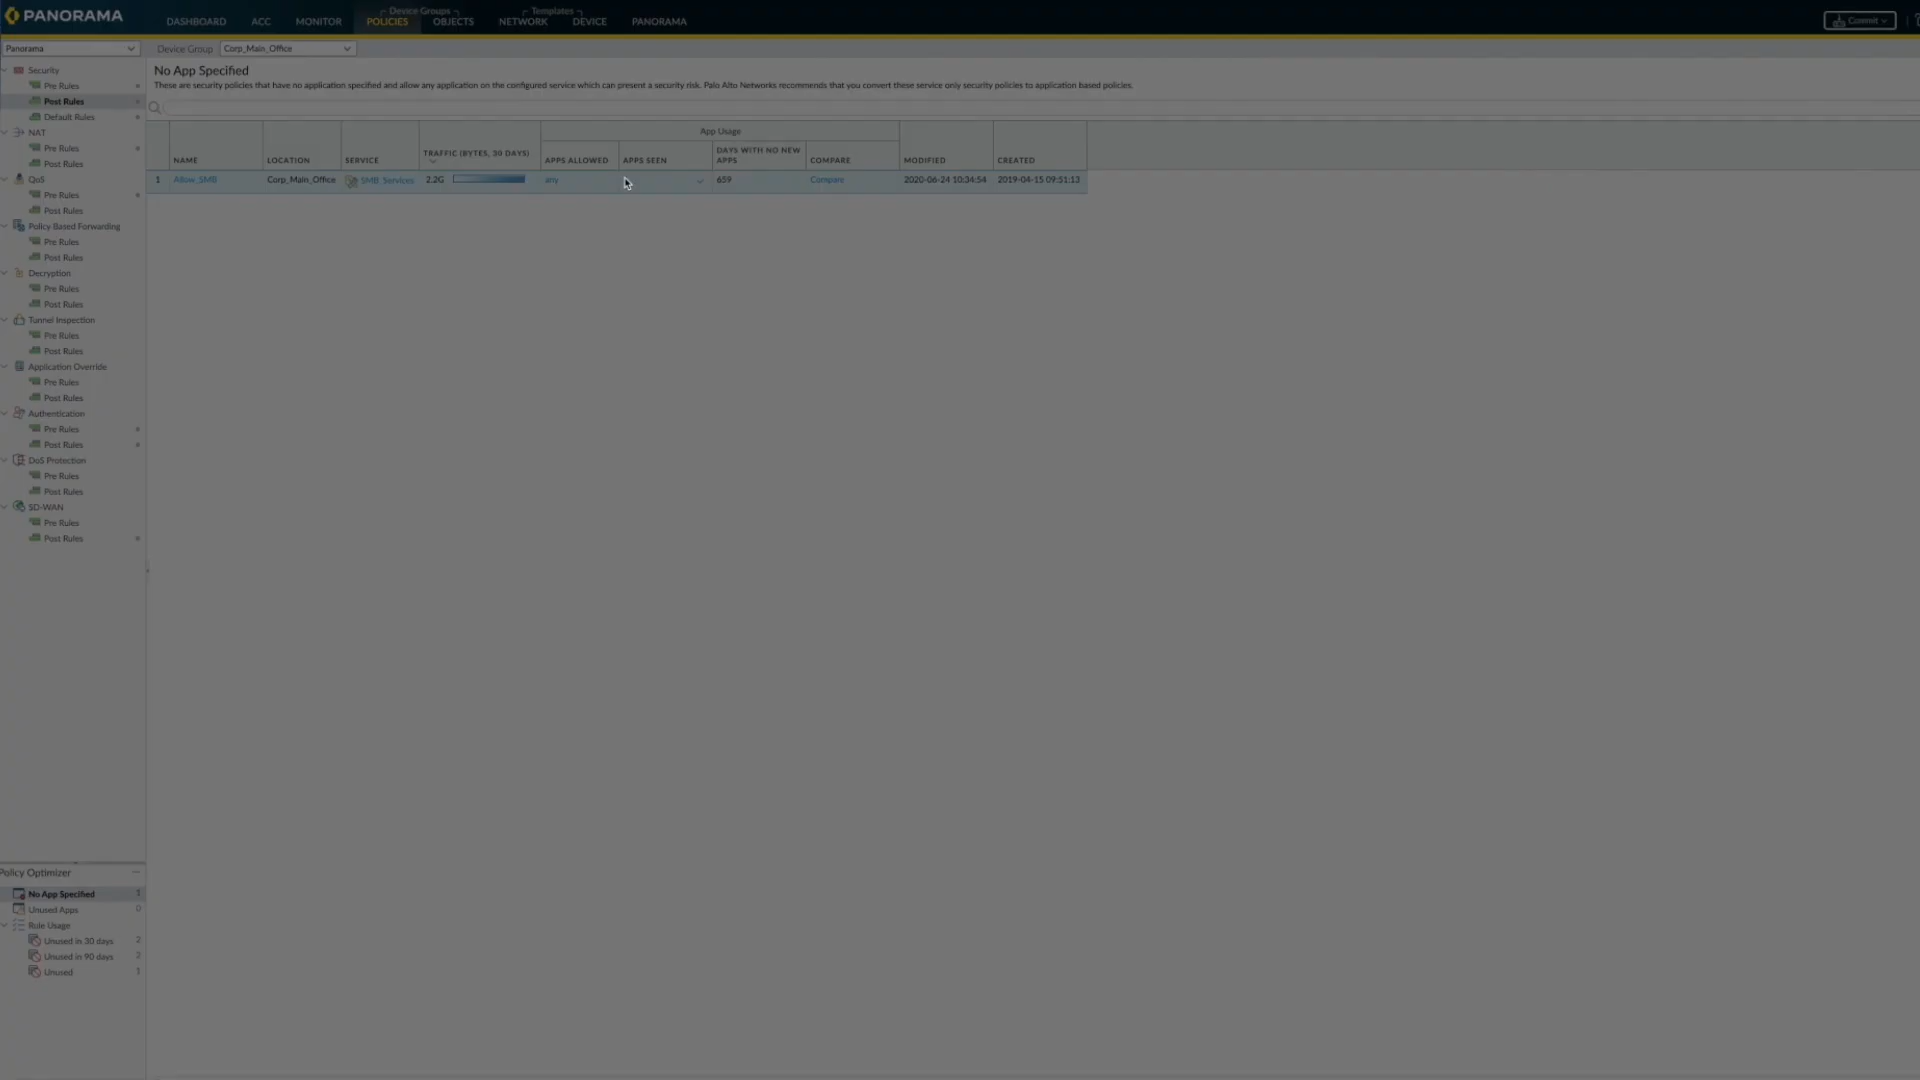 PANORAMA
Device Groups
Templates
DASHBOARD ACC MONITOR POLICIES OBJECTS NETWORK DEVICE PANORAMA
Commit
Panorama
Device Group Corp_Main_Office
Security
Pre Rules
Post Rules
Default Rules
NAT
Pre Rules
Post Rules
QoS
Pre Rules
Post Rules
Policy Based Forwarding
Pre Rules
Post Rules
Decryption
Pre Rules
Post Rules
Tunnel Inspection
Pre Rules
Post Rules
Application Override
Pre Rules
Post Rules
Authentication
Pre Rules
Post Rules
DoS Protection
Pre Rules
Post Rules
SD-WAN
Pre Rules
Post Rules
No App Specified
These are security policies that have no application specified and allow any application on the configured service which can present a security risk. Palo Alto Networks recommends that you convert these service only security policies to application based policies.
App Usage
NAME LOCATION SERVICE TRAFFIC (BYTES, 30 DAYS) APPS ALLOWED APPS SEEN DAYS WITH NO NEW APPS COMPARE MODIFIED CREATED
1 Allow_SMB Corp_Main_Office SMB_Services 2.2G any 659 Compare 2020-06-24 10:34:54 2019-04-15 09:51:13
Policy Optimizer
No App Specified 1
Unused Apps 0
Rule Usage
Unused in 30 days 2
Unused in 90 days 2
Unused 1